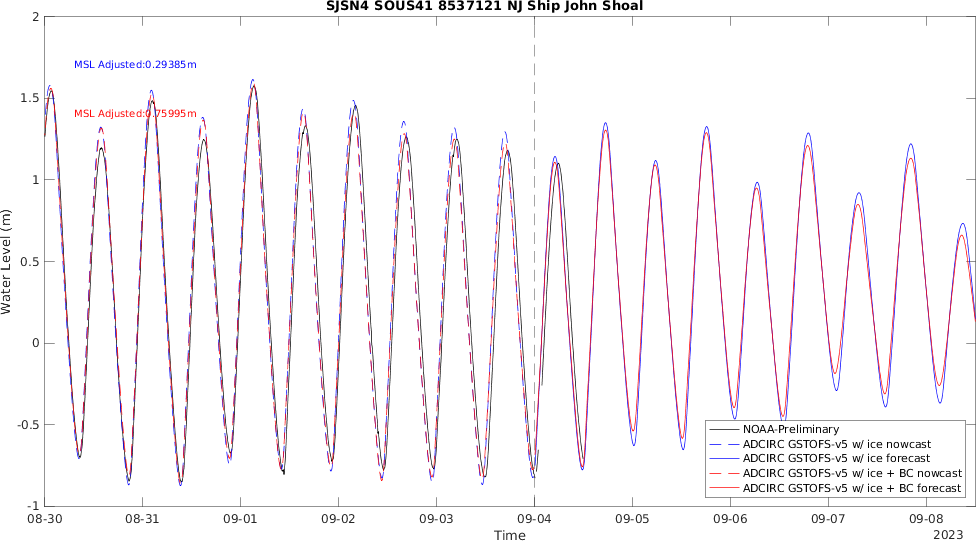 SJSN4 SOUS41 8537121 NJ Ship John Shoal
2
1.5
1
0.5
0
-0.5
-1
Water Level (m)
MSL Adjusted:0.29385m
MSL Adjusted:0.75995m
NOAA-Preliminary
ADCIRC GSTOFS-v5 w/ ice nowcast
ADCIRC GSTOFS-v5 w/ ice forecast
ADCIRC GSTOFS-v5 w/ ice + BC nowcast
ADCIRC GSTOFS-v5 w/ ice + BC forecast
08-30 08-31 09-01 09-02 09-03 09-04 09-05 09-06 09-07 09-08
Time
2023